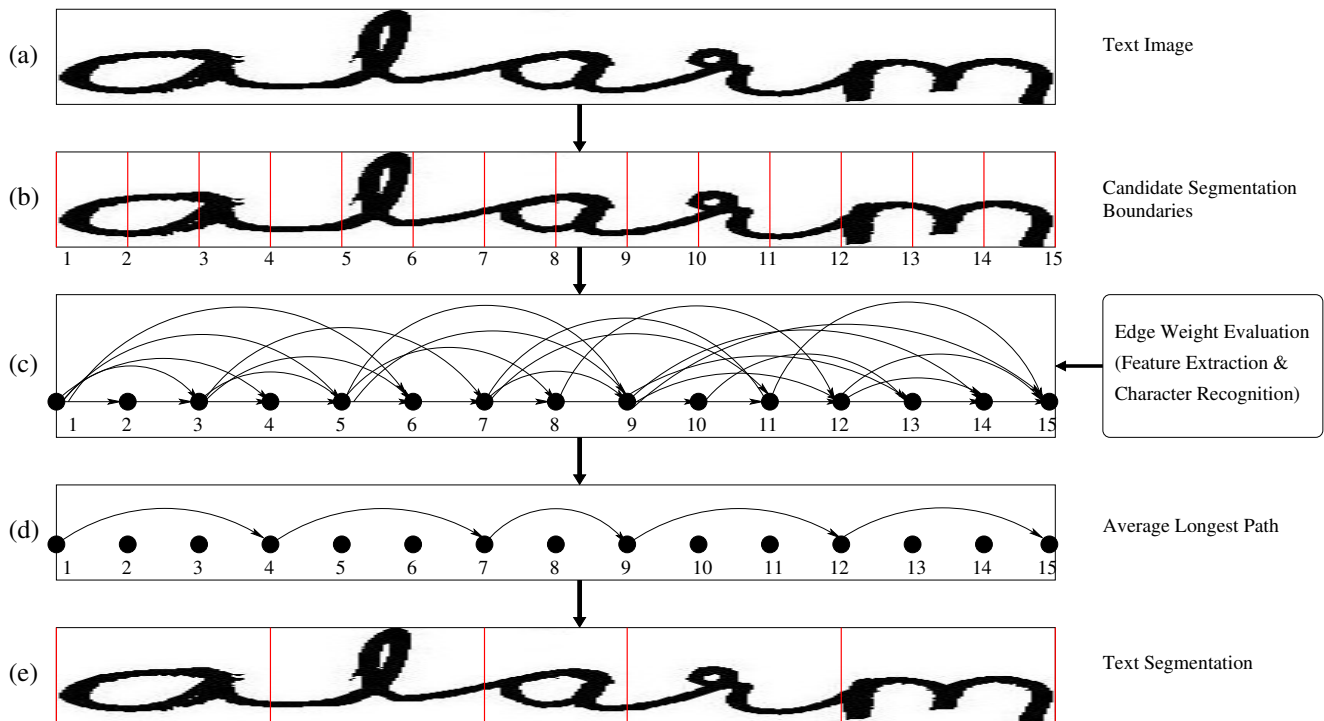 (a) alarm Text Image
(b) alarm Candidate Segmentation
Boundaries
1 2 3 4 5 6 7 8 9 10 11 12 13 14 15
(c) Edge Weight Evaluation
(Feature Extraction &
Character Recognition)
1 2 3 4 5 6 7 8 9 10 11 12 13 14 15
(d) Average Longest Path
1 2 3 4 5 6 7 8 9 10 11 12 13 14 15
(e) alarm Text Segmentation